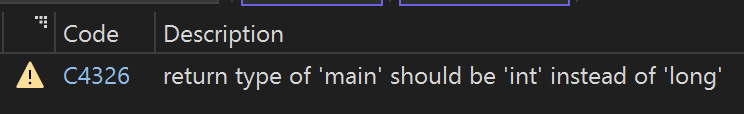 Code Description
C4326 return type of 'main' should be 'int' instead of 'long'